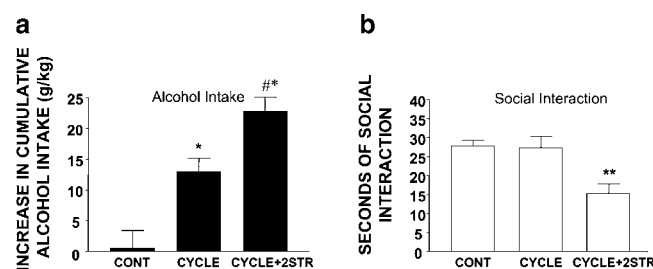 a
INCREASE IN CUMULATIVE
ALCOHOL INTAKE (g/kg)
Alcohol Intake
25
20
15
10
5
0
*
#*
CONT
CYCLE
CYCLE+2STR
b
SECONDS OF SOCIAL
INTERACTION
Social Interaction
40
35
30
25
20
15
10
5
0
**
CONT
CYCLE
CYCLE+2STR